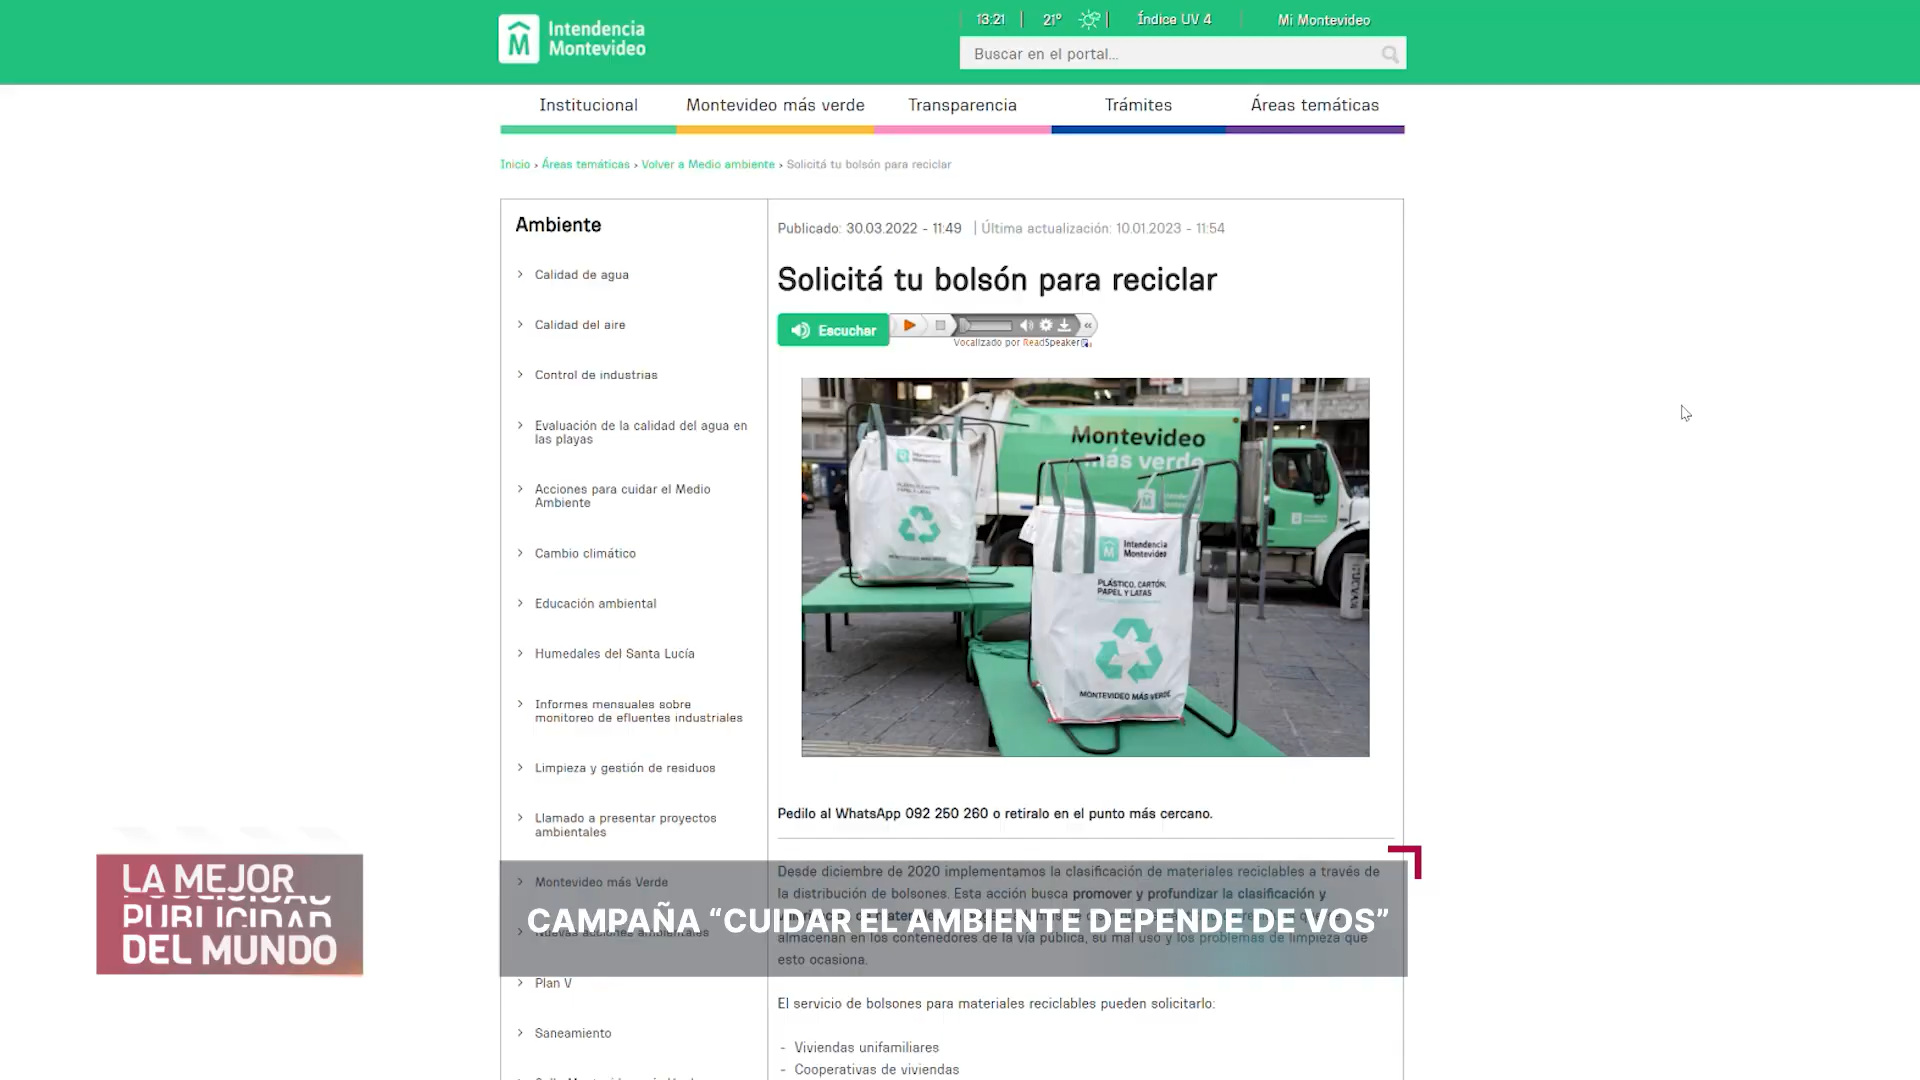 Intendencia
Montevideo
13:21 | 21° | Índice UV 4
Mi Montevideo
Buscar en el portal...
Institucional
Montevideo más verde
Transparencia
Trámites
Áreas temáticas
Inicio › Áreas temáticas › Volver a Medio ambiente › Solicitá tu bolsón para reciclar
Ambiente
Calidad de agua
Calidad del aire
Control de industrias
Evaluación de la calidad del agua en
las playas
Acciones para cuidar el Medio
Ambiente
Cambio climático
Educación ambiental
Humedales del Santa Lucía
Informes mensuales sobre
monitoreo de efluentes industriales
Limpieza y gestión de residuos
Llamado a presentar proyectos
ambientales
Montevideo más Verde
Nuevas acciones ambientales
Plan V
Saneamiento
Publicado: 30.03.2022 - 11:49 | Última actualización: 10.01.2023 - 11:54
Solicitá tu bolsón para reciclar
Escuchar
Vocalizado por ReadSpeaker
Montevideo
más verde
Intendencia
Montevideo
PLÁSTICO, CARTÓN,
PAPEL Y LATAS
MONTEVIDEO MÁS VERDE
Pedilo al WhatsApp 092 250 260 o retiralo en el punto más cercano.
Desde diciembre de 2020 implementamos la clasificación de materiales reciclables a través de
la distribución de bolsones. Esta acción busca promover y profundizar la clasificación y
almacenan en los contenedores de la vía pública, su mal uso y los problemas de limpieza que
esto ocasiona.
El servicio de bolsones para materiales reciclables pueden solicitarlo:
- Viviendas unifamiliares
- Cooperativas de viviendas
CAMPAÑA “CUIDAR EL AMBIENTE DEPENDE DE VOS”
LA MEJOR
PUBLICIDAD
DEL MUNDO